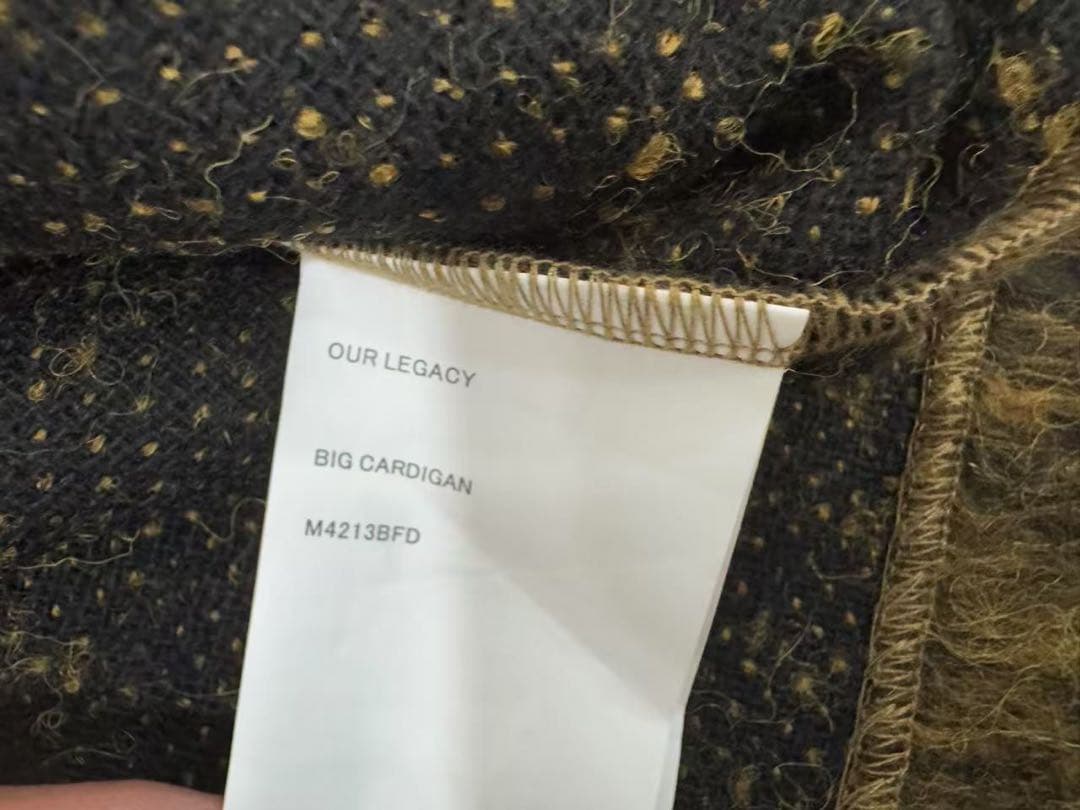 OUR LEGACY
BIG CARDIGAN
M4213BFD